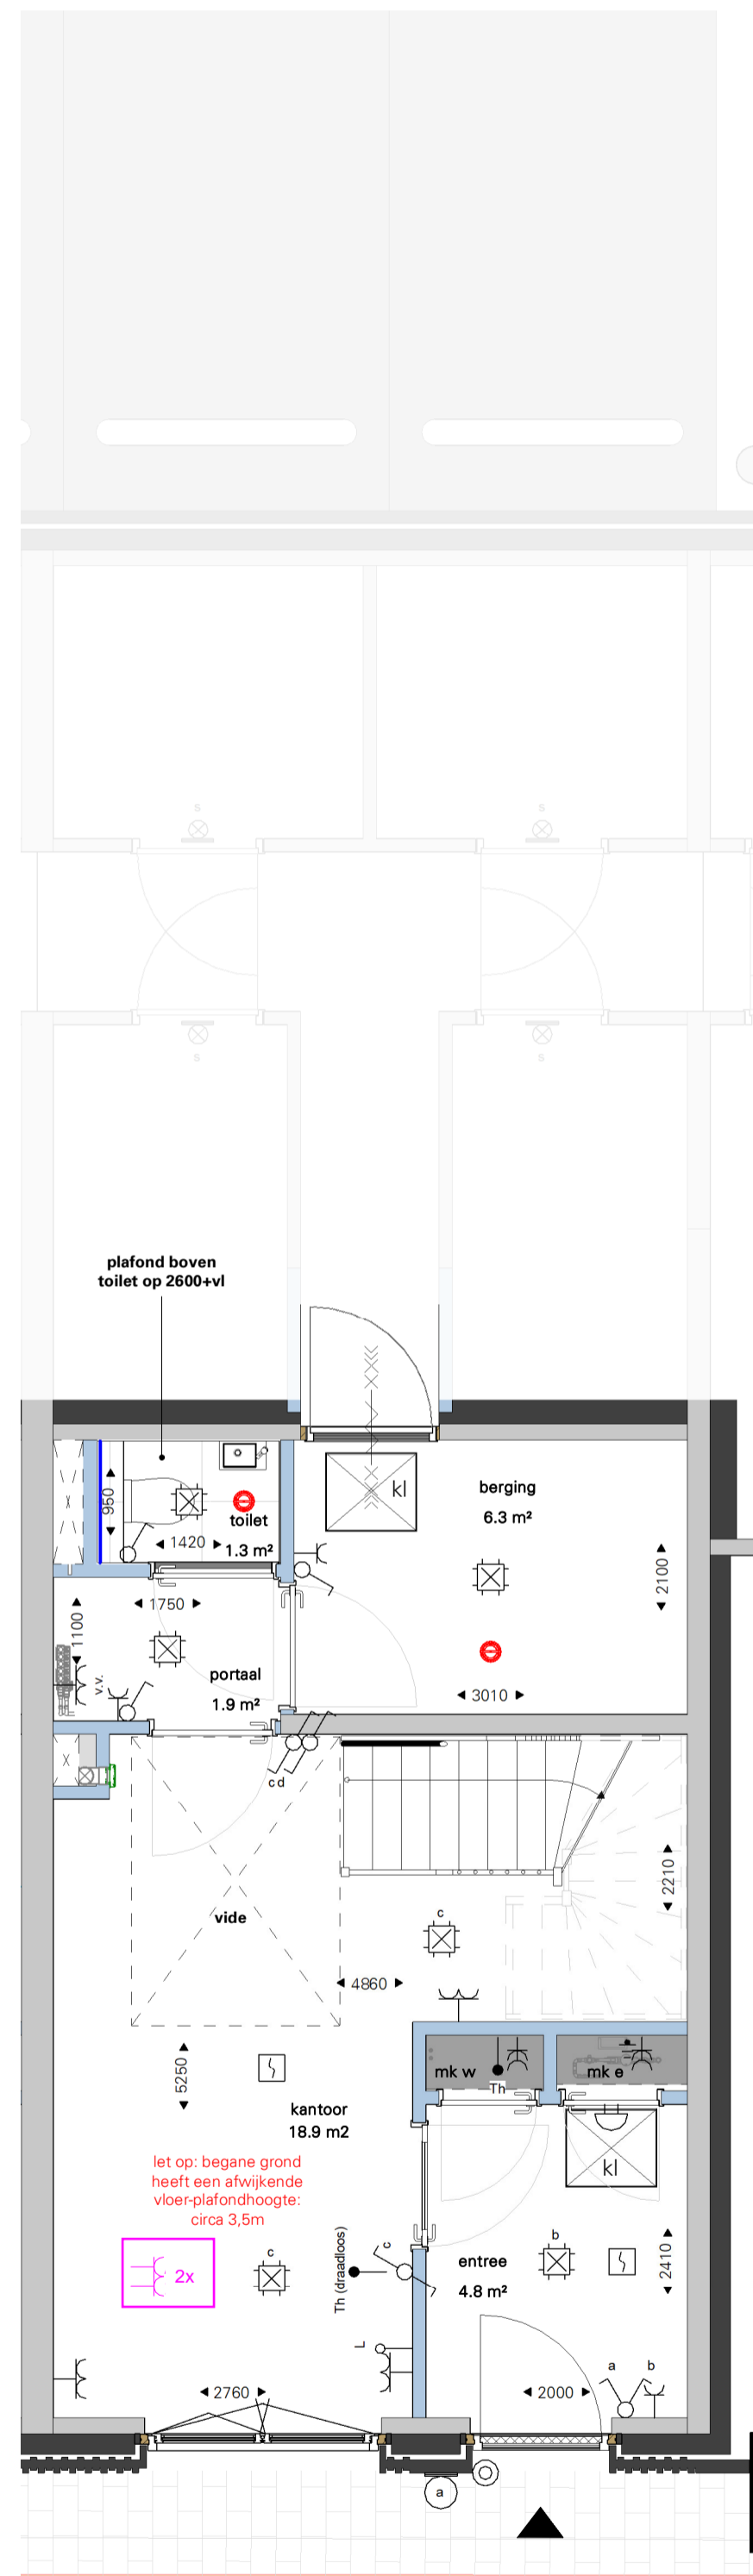 s
s
s
s
plafond boven
toilet op 2600+vl
kl
berging
6.3 m²
950
toilet
1420
1.3 m²
2100
1750
1100
v.v.
portaal
1.9 m²
3010
c d
2210
vide
c
4860
5250
mk w
mk e
Th
kantoor
18.9 m2
let op: begane grond
heeft een afwijkende
vloer-plafondhoogte:
circa 3,5m
kl
2x
c
Th (draadloos)
c
b
entree
4.8 m²
2410
L
a
b
2760
2000
a